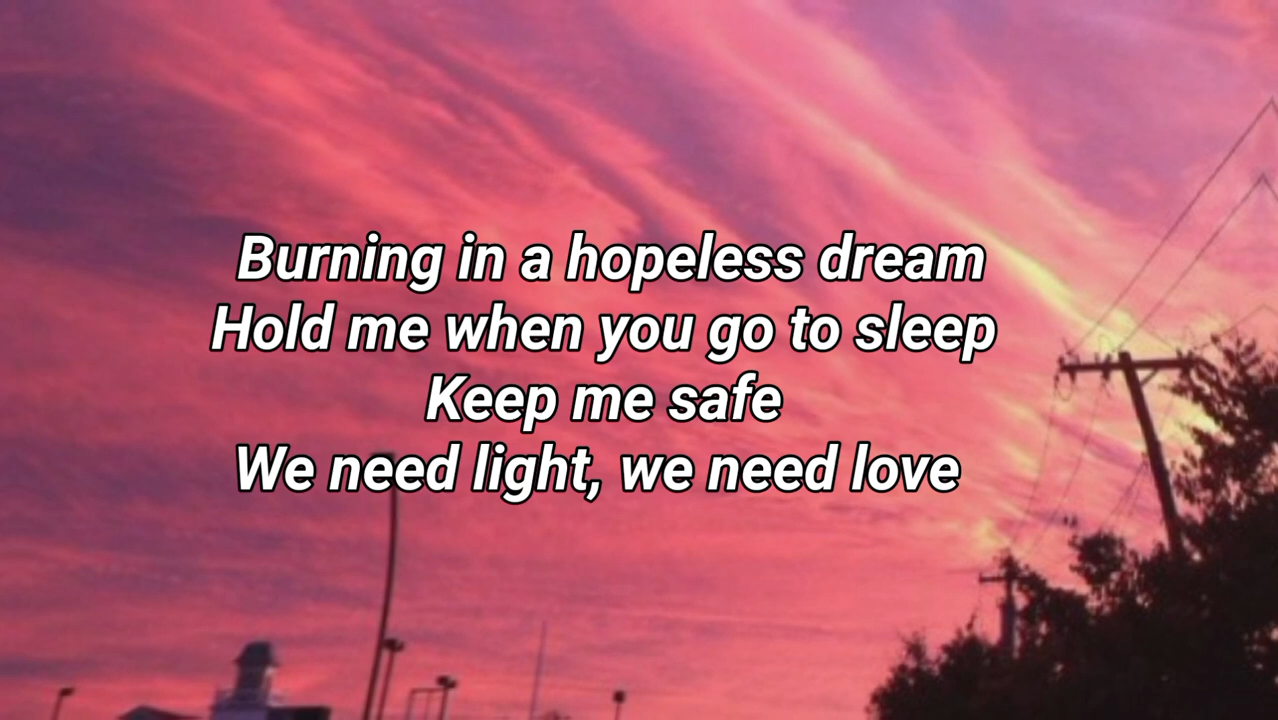 Burning in a hopeless dream
Hold me when you go to sleep
Keep me safe
We need light, we need love